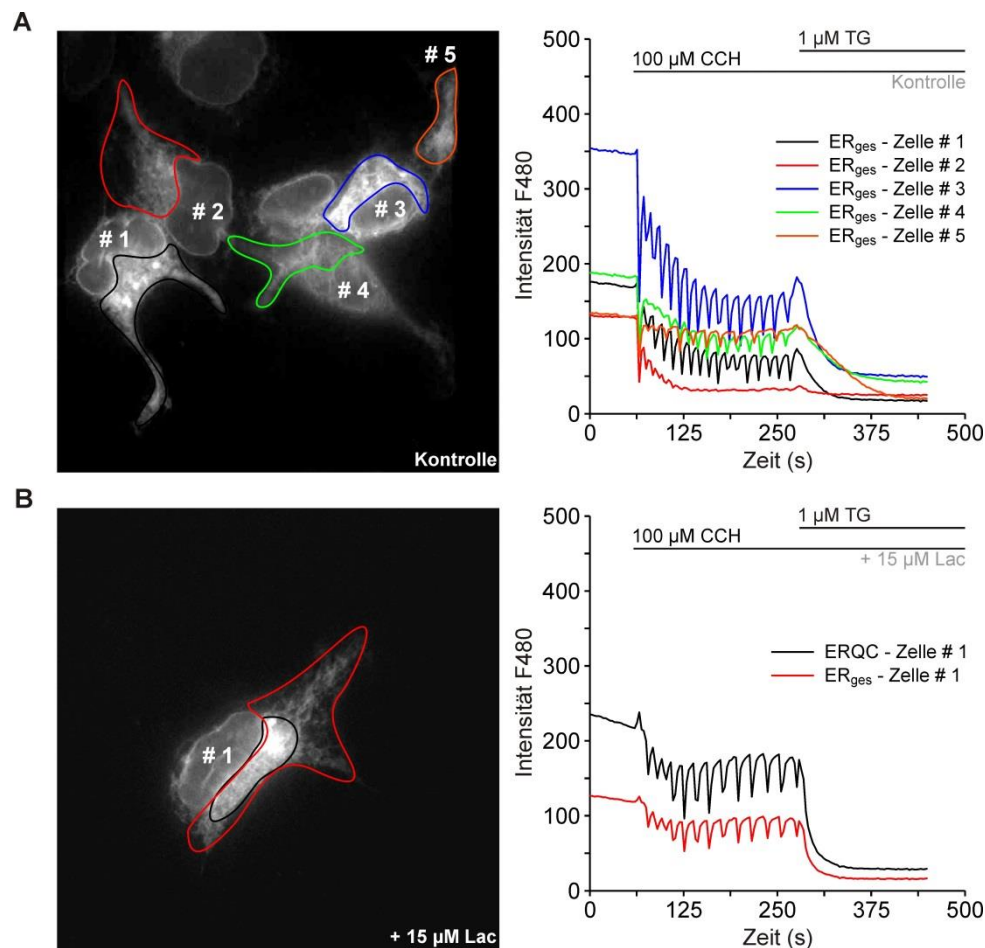 A
# 5
# 2
# 1
# 3
# 4
Kontrolle
1 µM TG
100 µM CCH
Kontrolle
500
400
300
200
100
0
Intensität F480
ERges - Zelle # 1
ERges - Zelle # 2
ERges - Zelle # 3
ERges - Zelle # 4
ERges - Zelle # 5
0 125 250 375 500
Zeit (s)
B
# 1
+ 15 µM Lac
1 µM TG
100 µM CCH
+ 15 µM Lac
500
400
300
200
100
0
Intensität F480
ERQC - Zelle # 1
ERges - Zelle # 1
0 125 250 375 500
Zeit (s)